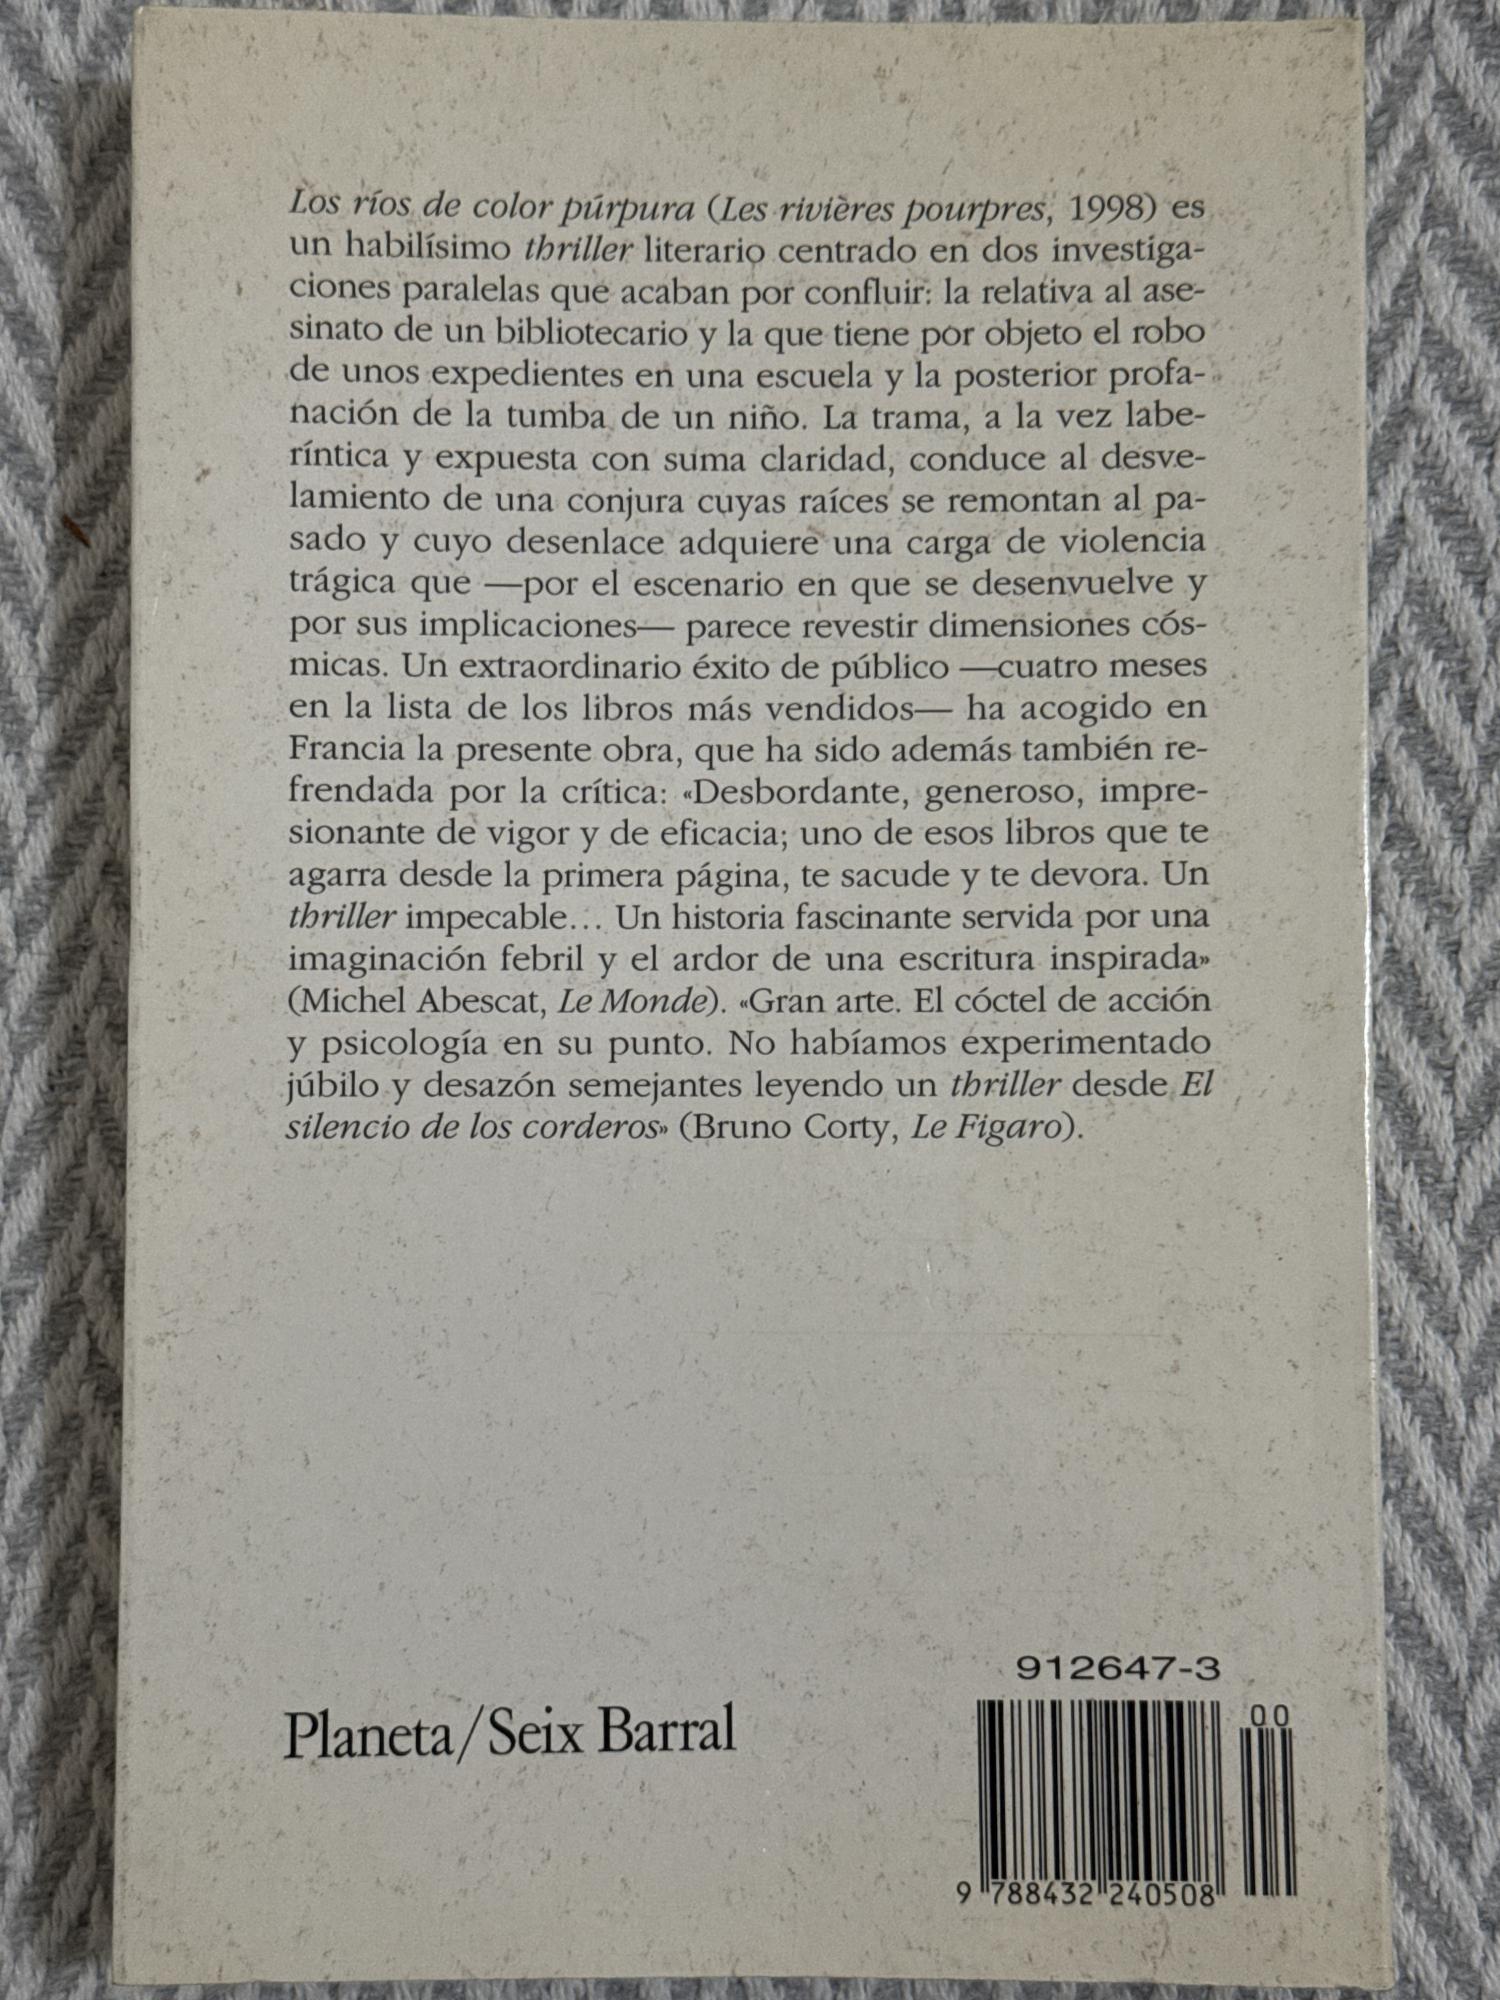 Los ríos de color púrpura (Les rivières pourpres, 1998) es
un habilísimo thriller literario centrado en dos investiga-
ciones paralelas que acaban por confluir: la relativa al ase-
sinato de un bibliotecario y la que tiene por objeto el robo
de unos expedientes en una escuela y la posterior profa-
nación de la tumba de un niño. La trama, a la vez labe-
ríntica y expuesta con suma claridad, conduce al desve-
lamiento de una conjura cuyas raíces se remontan al pa-
sado y cuyo desenlace adquiere una carga de violencia
trágica que —por el escenario en que se desenvuelve y
por sus implicaciones— parece revestir dimensiones cós-
micas. Un extraordinario éxito de público —cuatro meses
en la lista de los libros más vendidos— ha acogido en
Francia la presente obra, que ha sido además también re-
frendada por la crítica: «Desbordante, generoso, impre-
sionante de vigor y de eficacia; uno de esos libros que te
agarra desde la primera página, te sacude y te devora. Un
thriller impecable… Un historia fascinante servida por una
imaginación febril y el ardor de una escritura inspirada»
(Michel Abescat, Le Monde). «Gran arte. El cóctel de acción
y psicología en su punto. No habíamos experimentado
júbilo y desazón semejantes leyendo un thriller desde El
silencio de los corderos» (Bruno Corty, Le Figaro).
Planeta/Seix Barral
912647-3
00
9 788432 240508